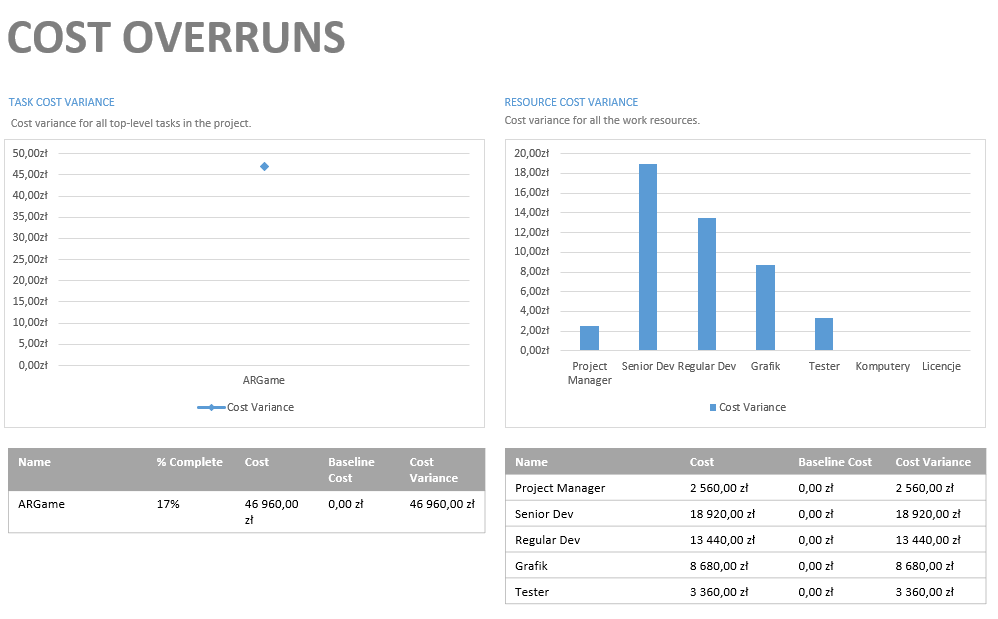 COST OVERRUNS
TASK COST VARIANCE
Cost variance for all top-level tasks in the project.
50,00zł
45,00zł
40,00zł
35,00zł
30,00zł
25,00zł
20,00zł
15,00zł
10,00zł
5,00zł
0,00zł
ARGame
Cost Variance
Name % Complete Cost Baseline Cost Cost Variance
ARGame 17% 46 960,00 zł 0,00 zł 46 960,00 zł
RESOURCE COST VARIANCE
Cost variance for all the work resources.
20,00zł
18,00zł
16,00zł
14,00zł
12,00zł
10,00zł
8,00zł
6,00zł
4,00zł
2,00zł
0,00zł
Project Manager Senior Dev Regular Dev Grafik Tester Komputery Licencje
Cost Variance
Name Cost Baseline Cost Cost Variance
Project Manager 2 560,00 zł 0,00 zł 2 560,00 zł
Senior Dev 18 920,00 zł 0,00 zł 18 920,00 zł
Regular Dev 13 440,00 zł 0,00 zł 13 440,00 zł
Grafik 8 680,00 zł 0,00 zł 8 680,00 zł
Tester 3 360,00 zł 0,00 zł 3 360,00 zł